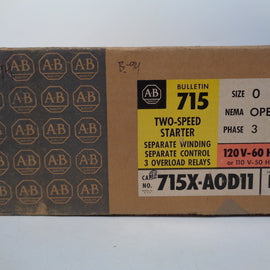 B-94
A-B
BULLETIN
715
TWO-SPEED
STARTER
SEPARATE WINDING
SEPARATE CONTROL
3 OVERLOAD RELAYS
SIZE 0
NEMA OPE
PHASE 3
120V-60 H
or 110 V-50 H
CAT.
NO. 715X-AOD11